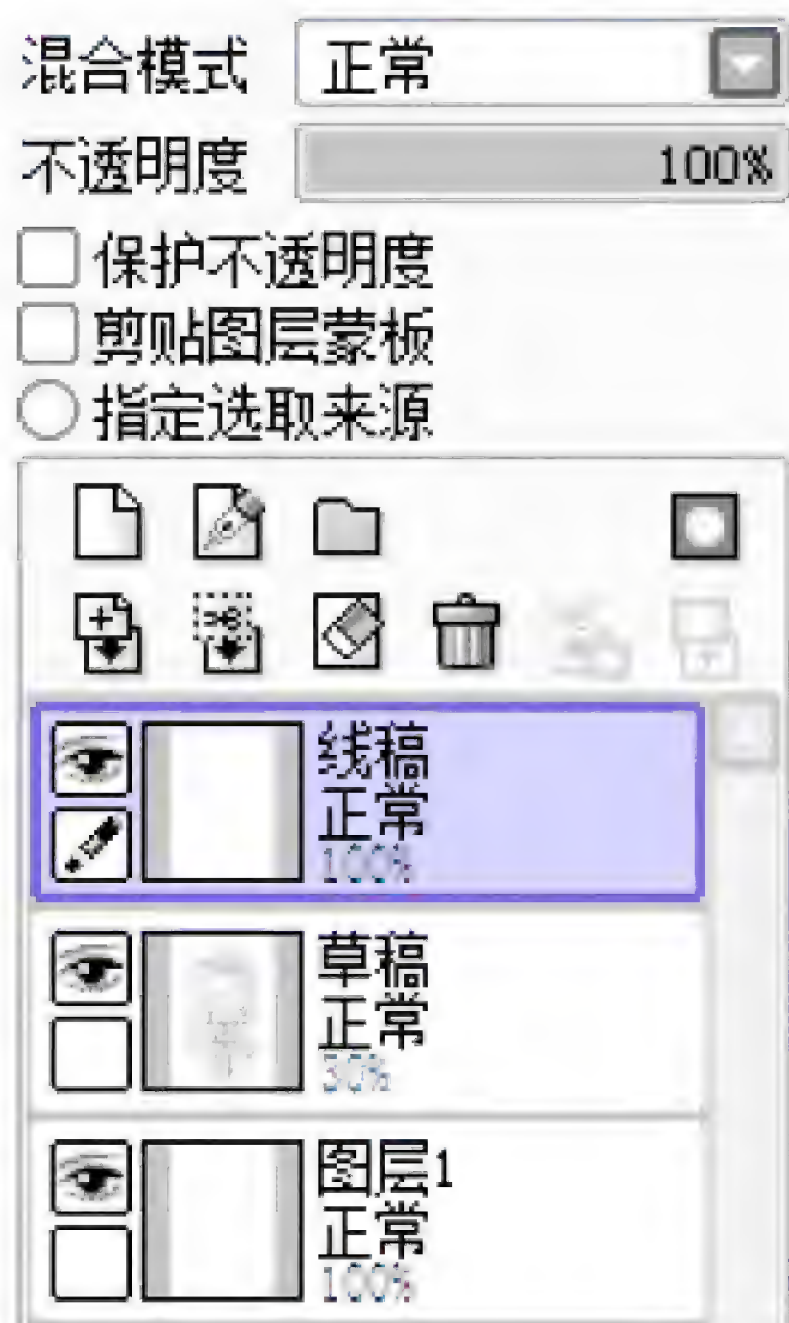 混合模式 正常
不透明度 100%
保护不透明度
剪贴图层蒙板
指定选取来源
线稿
正常
100%
草稿
正常
30%
图层1
正常
100%